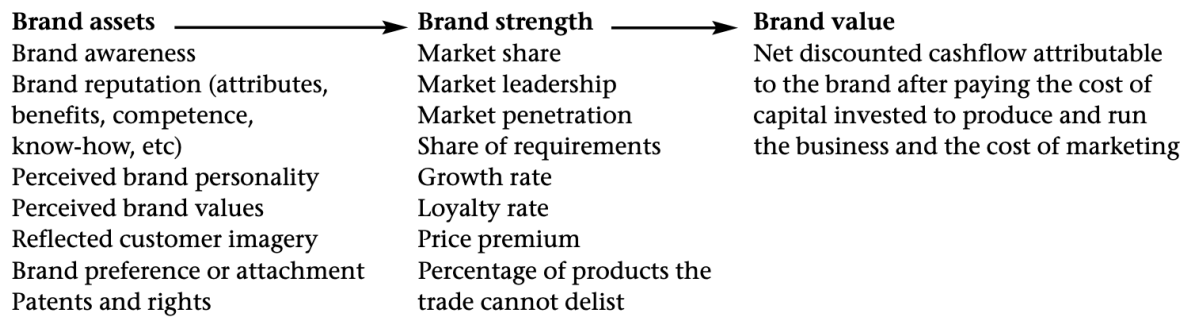 Brand assets
Brand awareness
Brand reputation (attributes,
benefits, competence,
know-how, etc)
Perceived brand personality
Perceived brand values
Reflected customer imagery
Brand preference or attachment
Patents and rights
Brand strength
Market share
Market leadership
Market penetration
Share of requirements
Growth rate
Loyalty rate
Price premium
Percentage of products the
trade cannot delist
Brand value
Net discounted cashflow attributable
to the brand after paying the cost of
capital invested to produce and run
the business and the cost of marketing